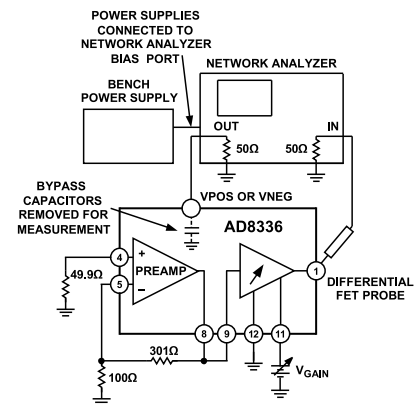 POWER SUPPLIES
CONNECTED TO
NETWORK ANALYZER
BIAS PORT
NETWORK ANALYZER
BENCH
POWER SUPPLY
OUT
IN
50Ω
50Ω
BYPASS
CAPACITORS
REMOVED FOR
MEASUREMENT
VPOS OR VNEG
AD8336
PREAMP
+
−
4
5
49.9Ω
1
DIFFERENTIAL
FET PROBE
8
9
12
11
301Ω
100Ω
VGAIN